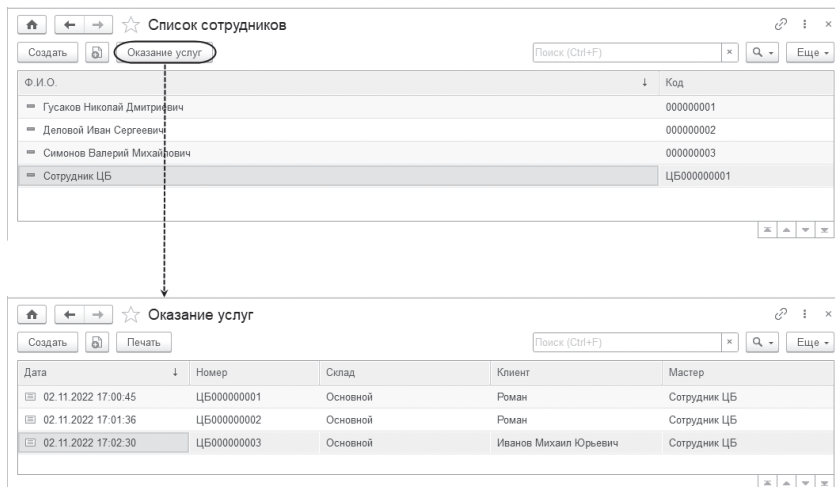 Список сотрудников
Создать Оказание услуг Поиск (Ctrl+F) × Еще
Ф.И.О. ↓ Код
Гусаков Николай Дмитриевич 000000001
Деловой Иван Сергеевич 000000002
Симонов Валерий Михайлович 000000003
Сотрудник ЦБ ЦБ000000001
Оказание услуг
Создать Печать Поиск (Ctrl+F) × Еще
Дата ↓ Номер Склад Клиент Мастер
02.11.2022 17:00:45 ЦБ000000001 Основной Роман Сотрудник ЦБ
02.11.2022 17:01:36 ЦБ000000002 Основной Роман Сотрудник ЦБ
02.11.2022 17:02:30 ЦБ000000003 Основной Иванов Михаил Юрьевич Сотрудник ЦБ